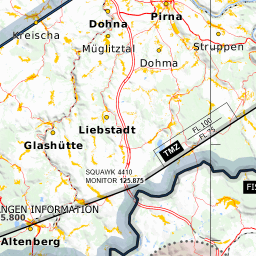 Dohna
Pirna
Kreischa
Müglitztal
Struppen
Dohma
Liebstadt
FL 100
FL 75
Glashütte
TMZ
SQUAWK 4410
MONITOR 125.875
FIS
NGEN INFORMATION
5.800
Altenberg